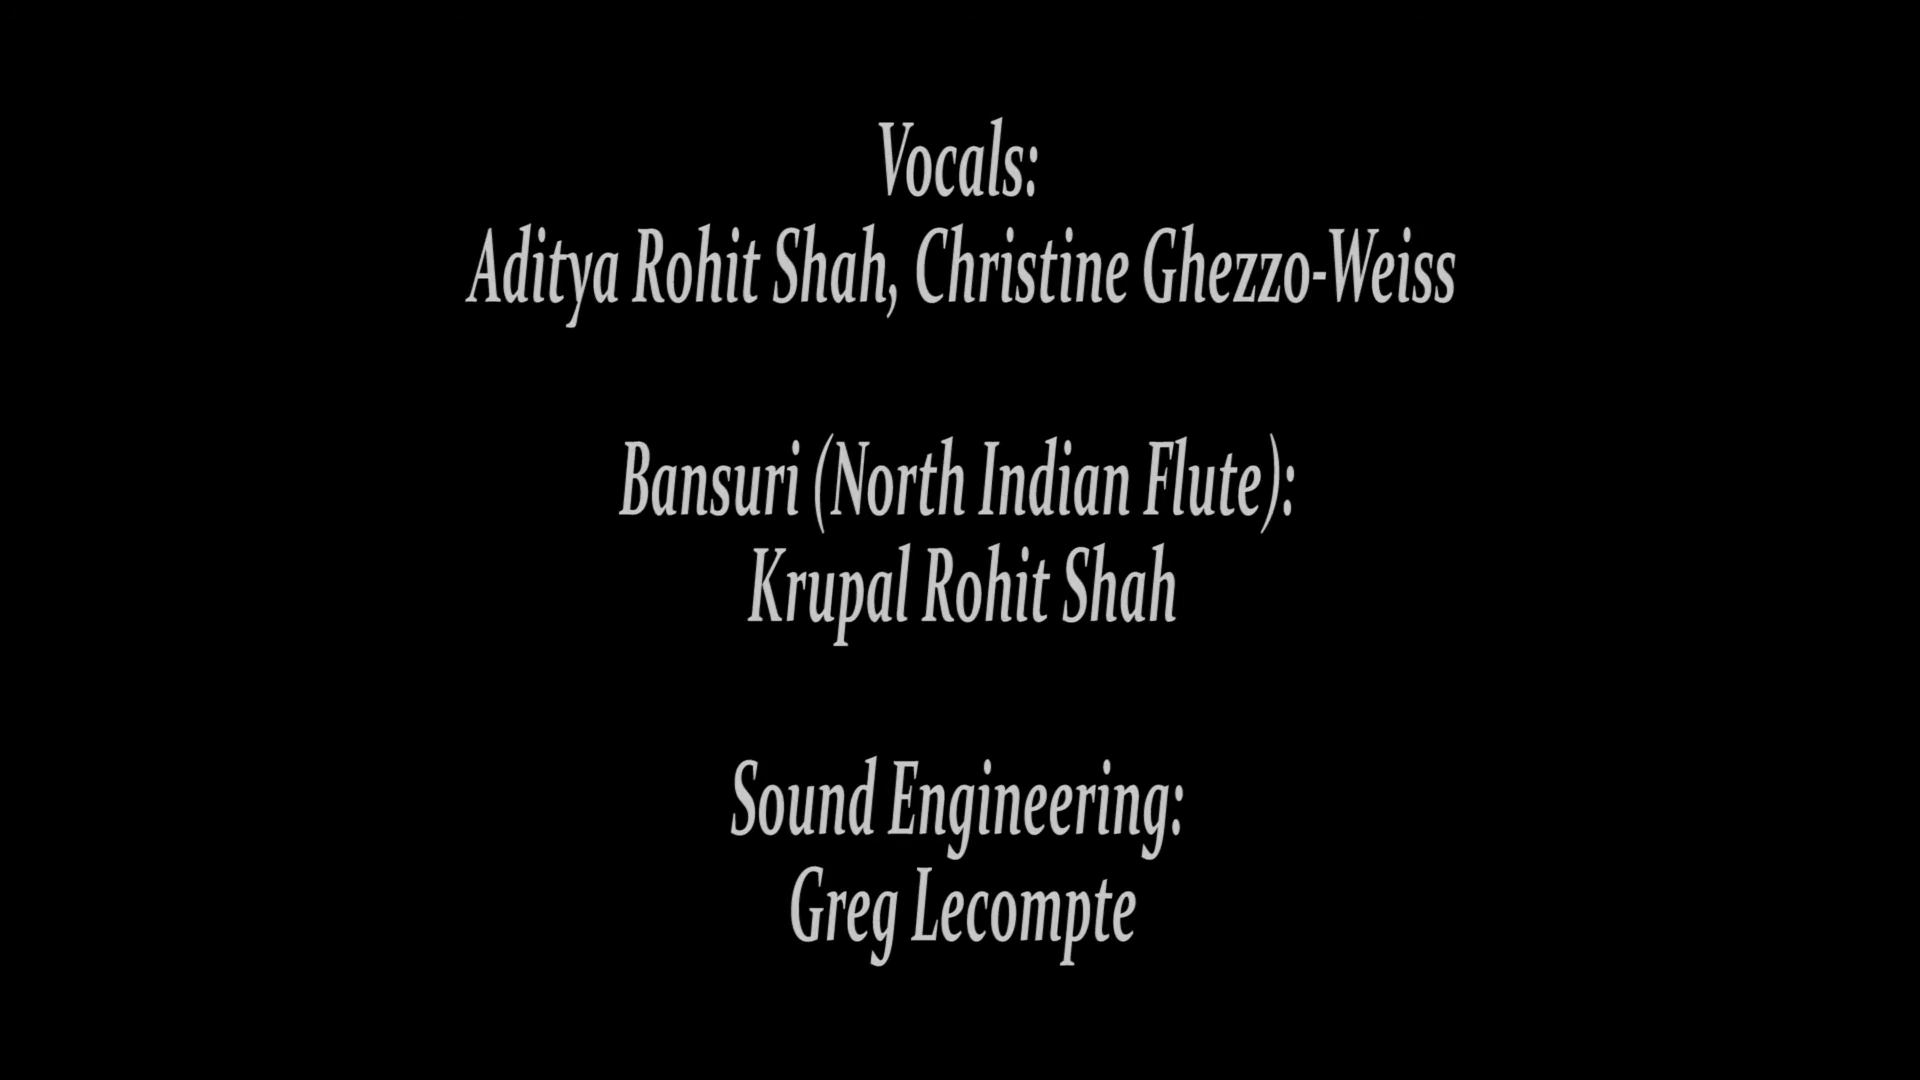 Vocals:
Aditya Rohit Shah, Christine Ghezzo-Weiss
Bansuri (North Indian Flute):
Krupal Rohit Shah
Sound Engineering:
Greg Lecompte